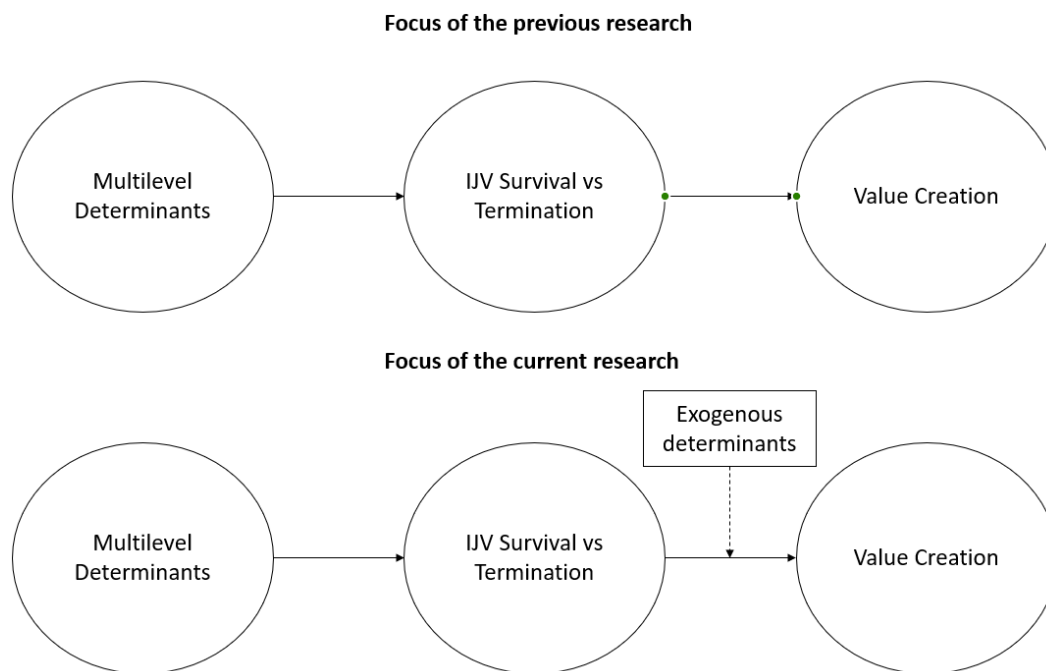 Focus of the previous research
Multilevel
Determinants
IJV Survival vs
Termination
Value Creation
Focus of the current research
Exogenous
determinants
Multilevel
Determinants
IJV Survival vs
Termination
Value Creation